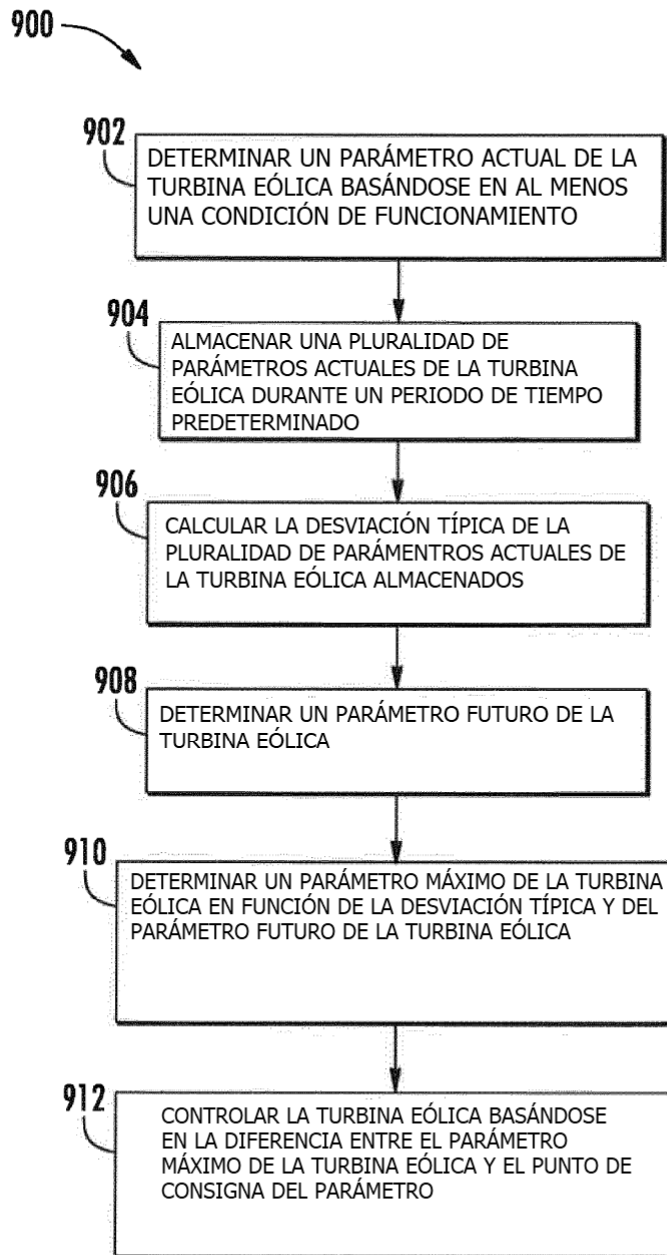 900
902
DETERMINAR UN PARÁMETRO ACTUAL DE LA
TURBINA EÓLICA BASÁNDOSE EN AL MENOS
UNA CONDICIÓN DE FUNCIONAMIENTO
904
ALMACENAR UNA PLURALIDAD DE
PARÁMETROS ACTUALES DE LA TURBINA
EÓLICA DURANTE UN PERIODO DE TIEMPO
PREDETERMINADO
906
CALCULAR LA DESVIACIÓN TÍPICA DE LA
PLURALIDAD DE PARÁMENTROS ACTUALES DE
LA TURBINA EÓLICA ALMACENADOS
908
DETERMINAR UN PARÁMETRO FUTURO DE LA
TURBINA EÓLICA
910
DETERMINAR UN PARÁMETRO MÁXIMO DE LA TURBINA
EÓLICA EN FUNCIÓN DE LA DESVIACIÓN TÍPICA Y DEL
PARÁMETRO FUTURO DE LA TURBINA EÓLICA
912
CONTROLAR LA TURBINA EÓLICA BASÁNDOSE
EN LA DIFERENCIA ENTRE EL PARÁMETRO
MÁXIMO DE LA TURBINA EÓLICA Y EL PUNTO DE
CONSIGNA DEL PARÁMETRO